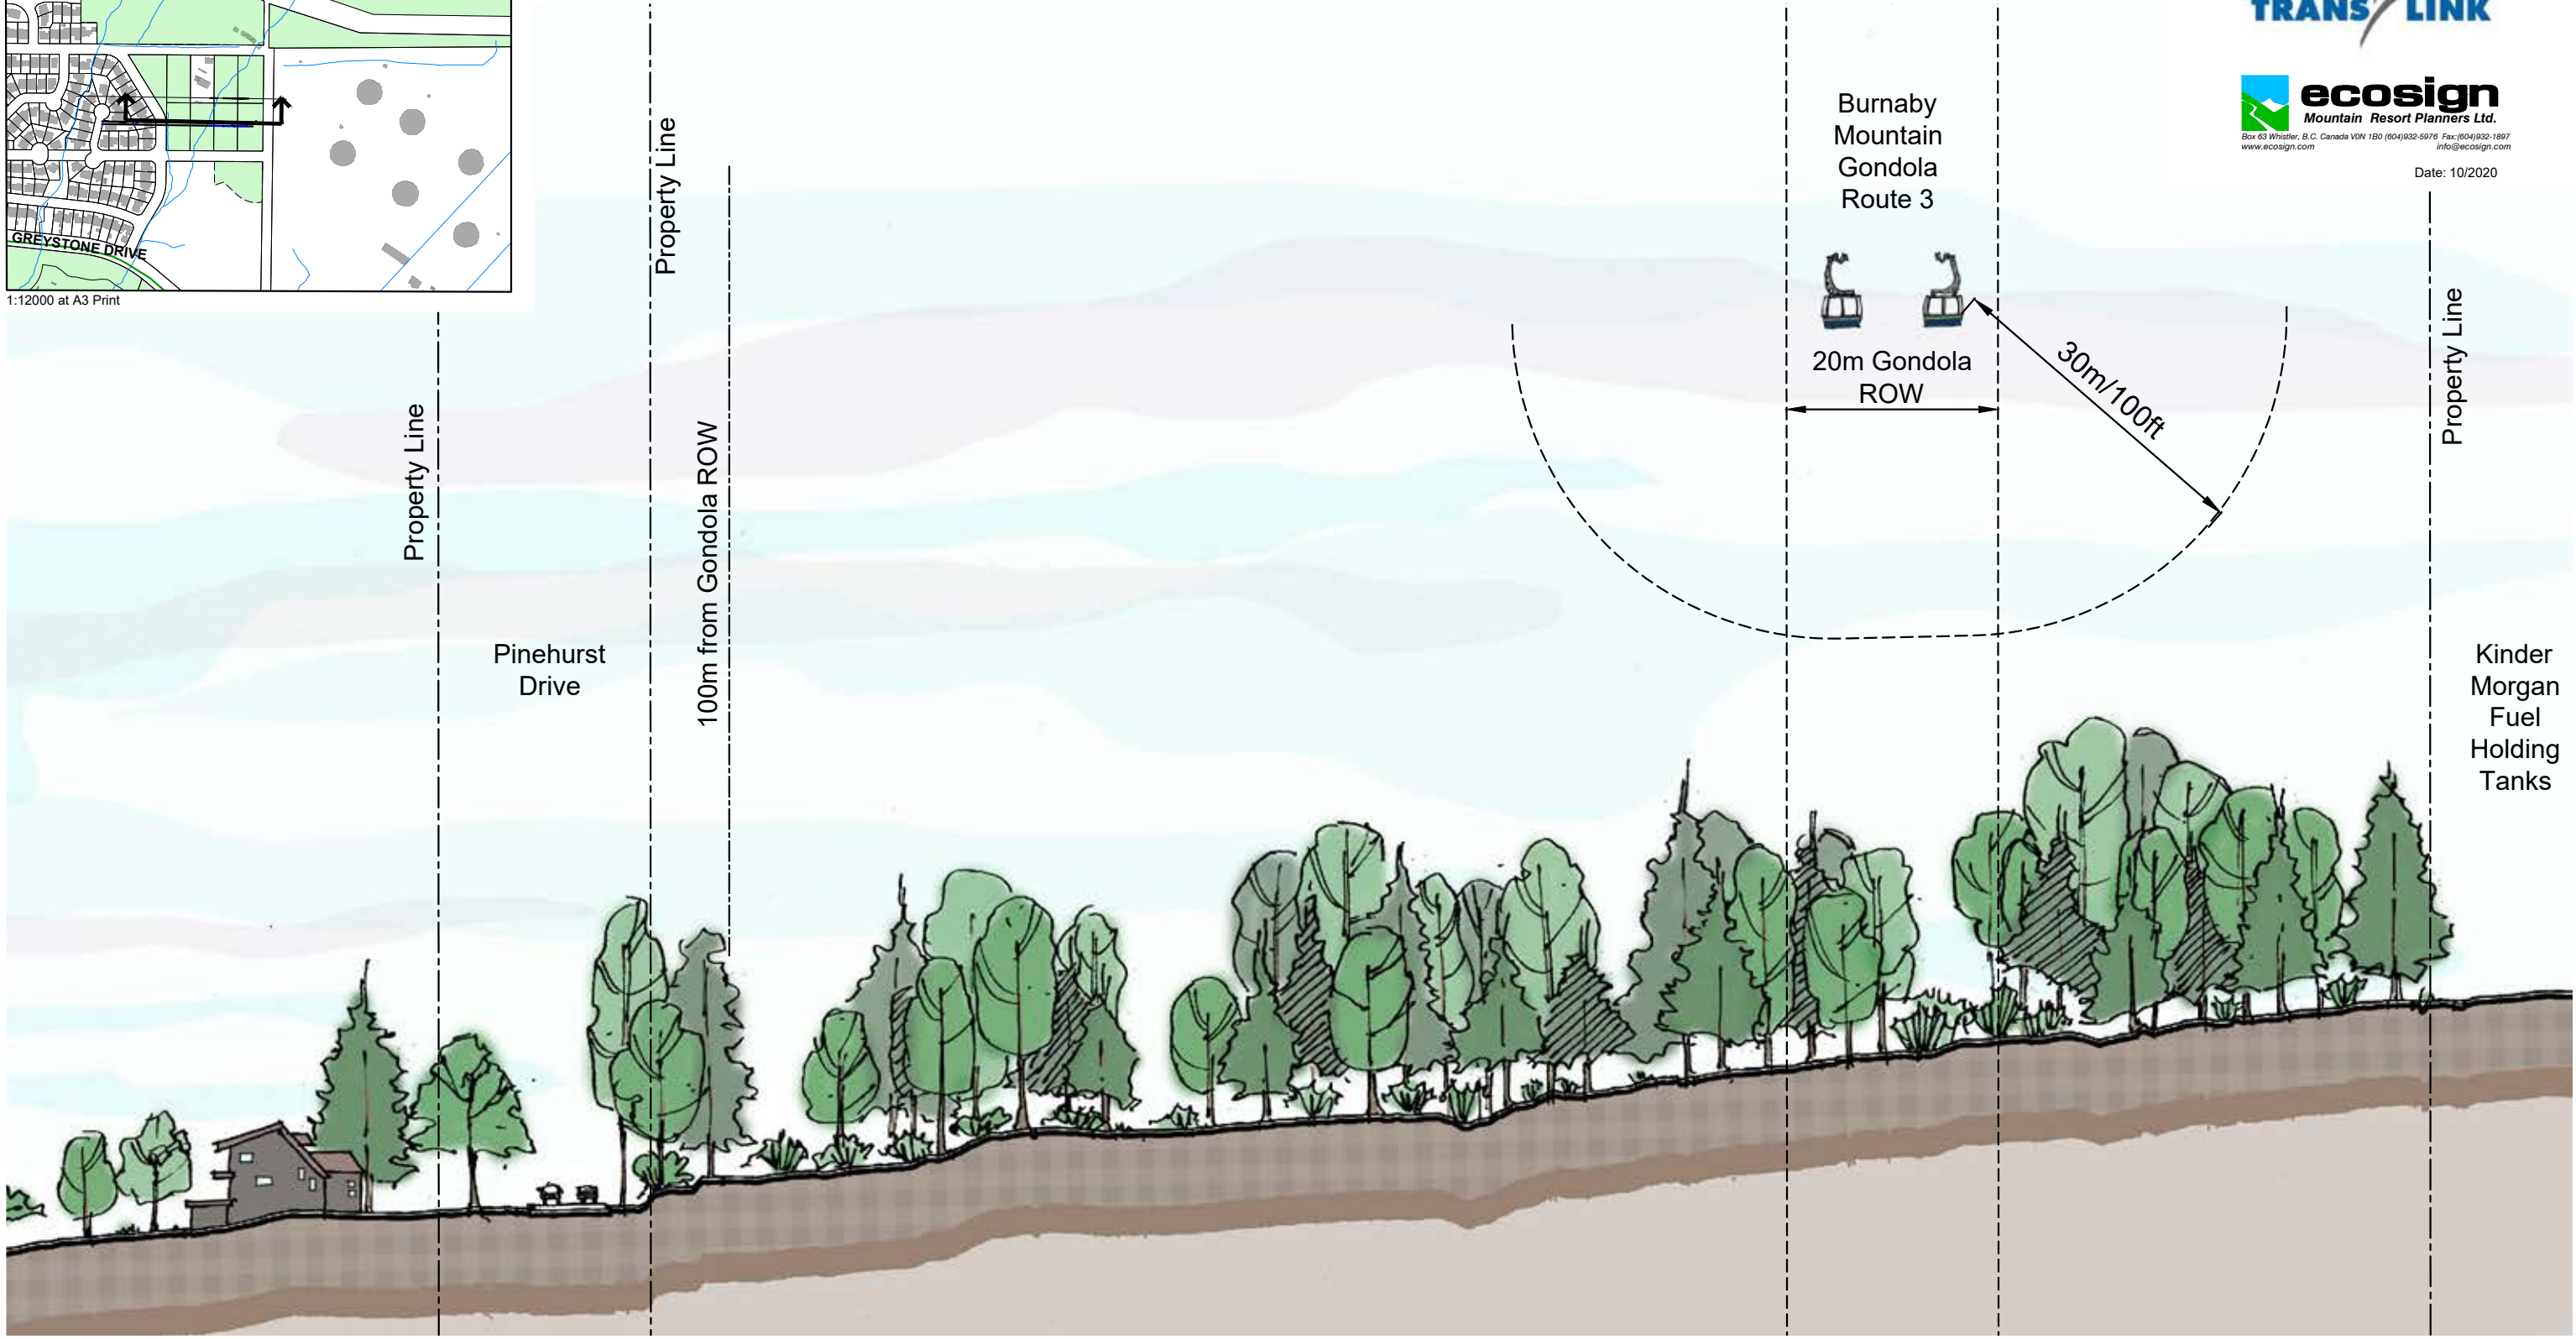 GREYSTONE DRIVE
1:12000 at A3 Print
TRANS LINK
ecosign
Mountain Resort Planners Ltd.
Box 63 Whistler, B.C. Canada V0N 1B0 (604)932-5976 Fax:(604)932-1897
www.ecosign.com info@ecosign.com
Date: 10/2020
Property Line
Property Line
Pinehurst
Drive
100m from Gondola ROW
Burnaby
Mountain
Gondola
Route 3
20m Gondola
ROW
30m/100ft
Property Line
Kinder
Morgan
Fuel
Holding
Tanks